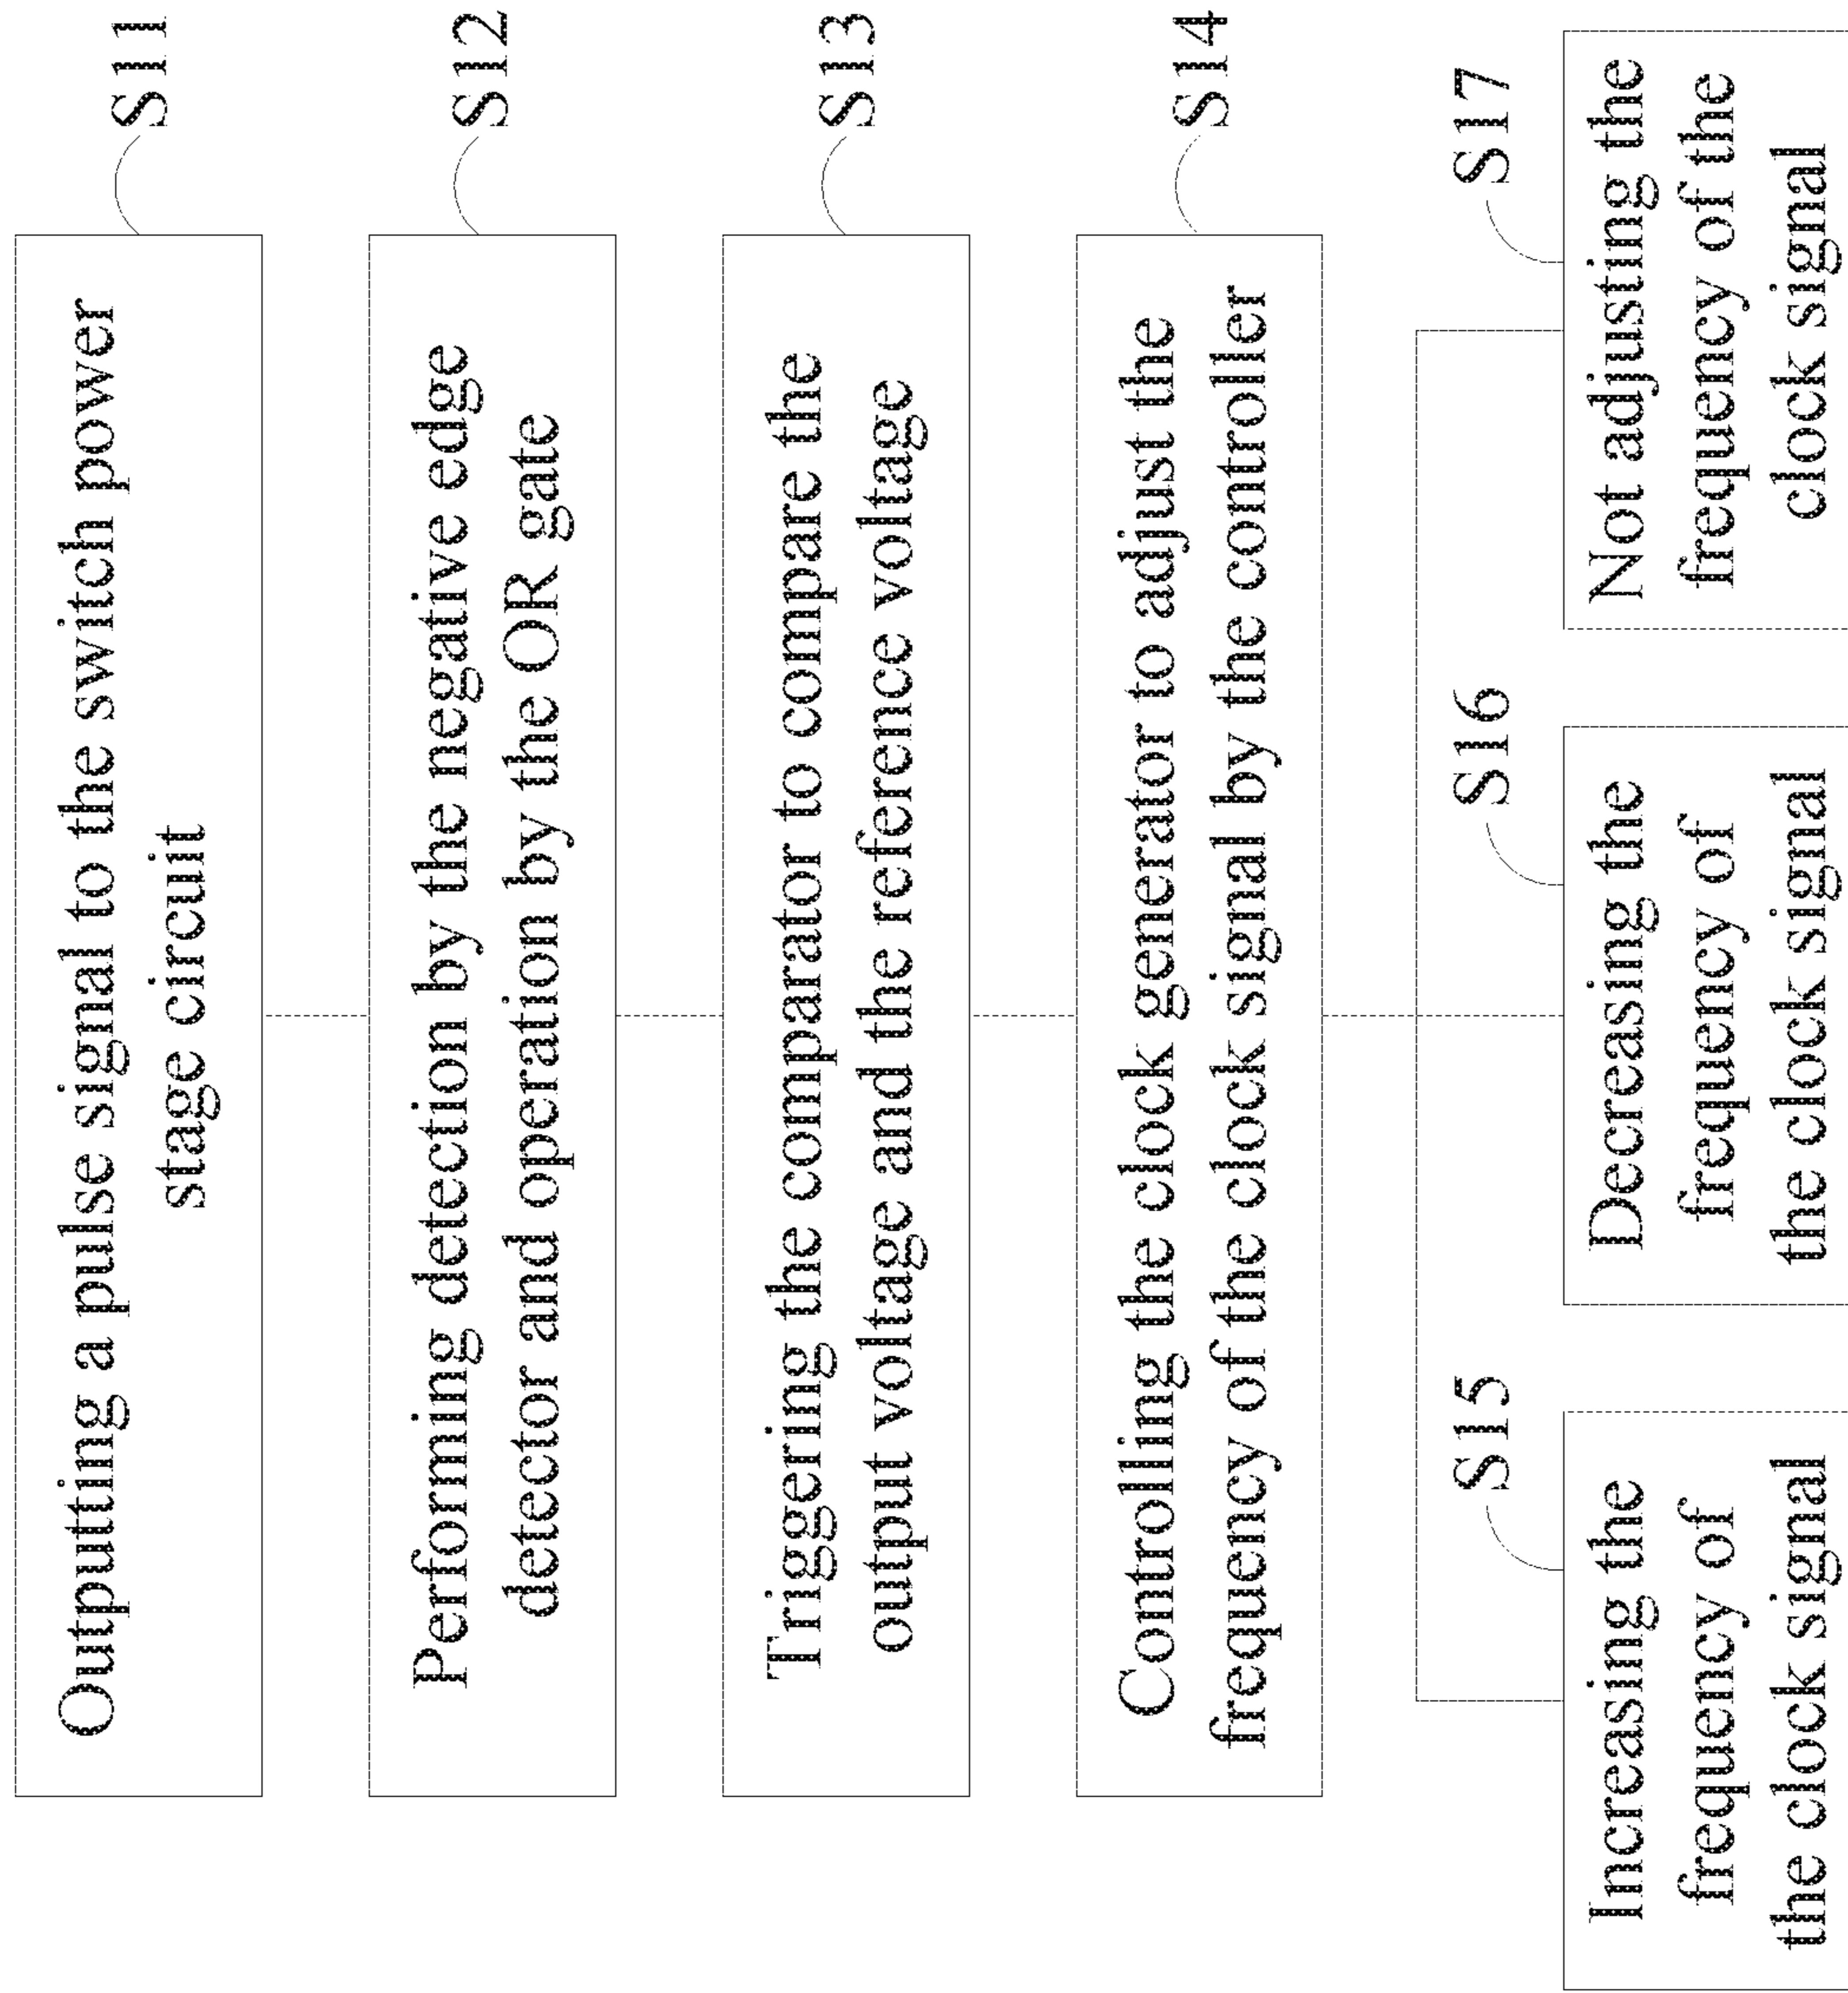 Outputting a pulse signal to the switch power
stage circuit
S11
Performing detection by the negative edge
detector and operation by the OR gate
S12
Triggering the comparator to compare the
output voltage and the reference voltage
S13
Controlling the clock generator to adjust the
frequency of the clock signal by the controller
S14
S15
Increasing the
frequency of
the clock signal
S16
Decreasing the
frequency of
the clock signal
S17
Not adjusting the
frequency of the
clock signal